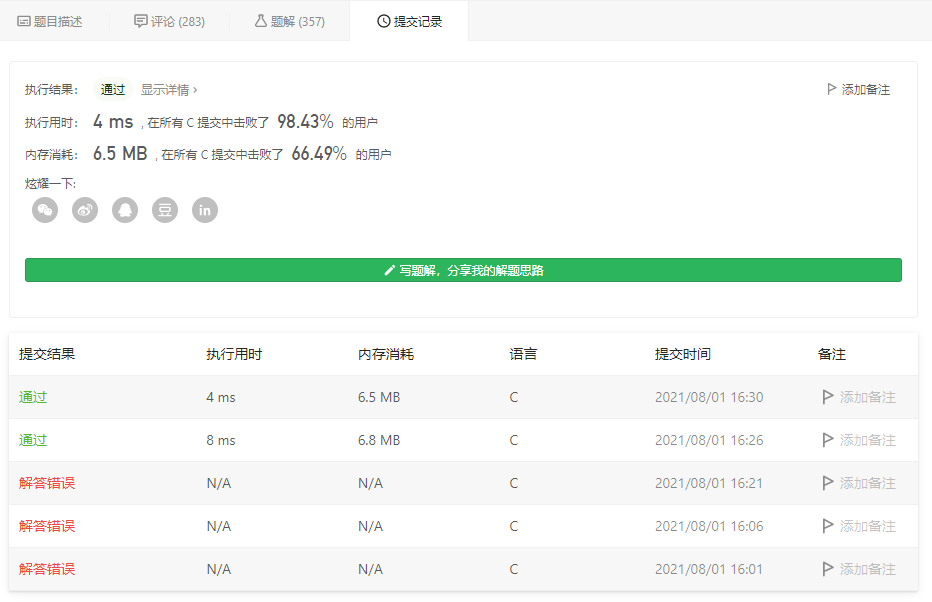 题目描述 评论 (283) 题解 (357) 提交记录
执行结果： 通过 显示详情 › 添加备注
执行用时： 4 ms , 在所有 C 提交中击败了 98.43% 的用户
内存消耗： 6.5 MB , 在所有 C 提交中击败了 66.49% 的用户
炫耀一下:
豆 in
写题解，分享我的解题思路
提交结果 执行用时 内存消耗 语言 提交时间 备注
通过 4 ms 6.5 MB C 2021/08/01 16:30 添加备注
通过 8 ms 6.8 MB C 2021/08/01 16:26 添加备注
解答错误 N/A N/A C 2021/08/01 16:21 添加备注
解答错误 N/A N/A C 2021/08/01 16:06 添加备注
解答错误 N/A N/A C 2021/08/01 16:01 添加备注